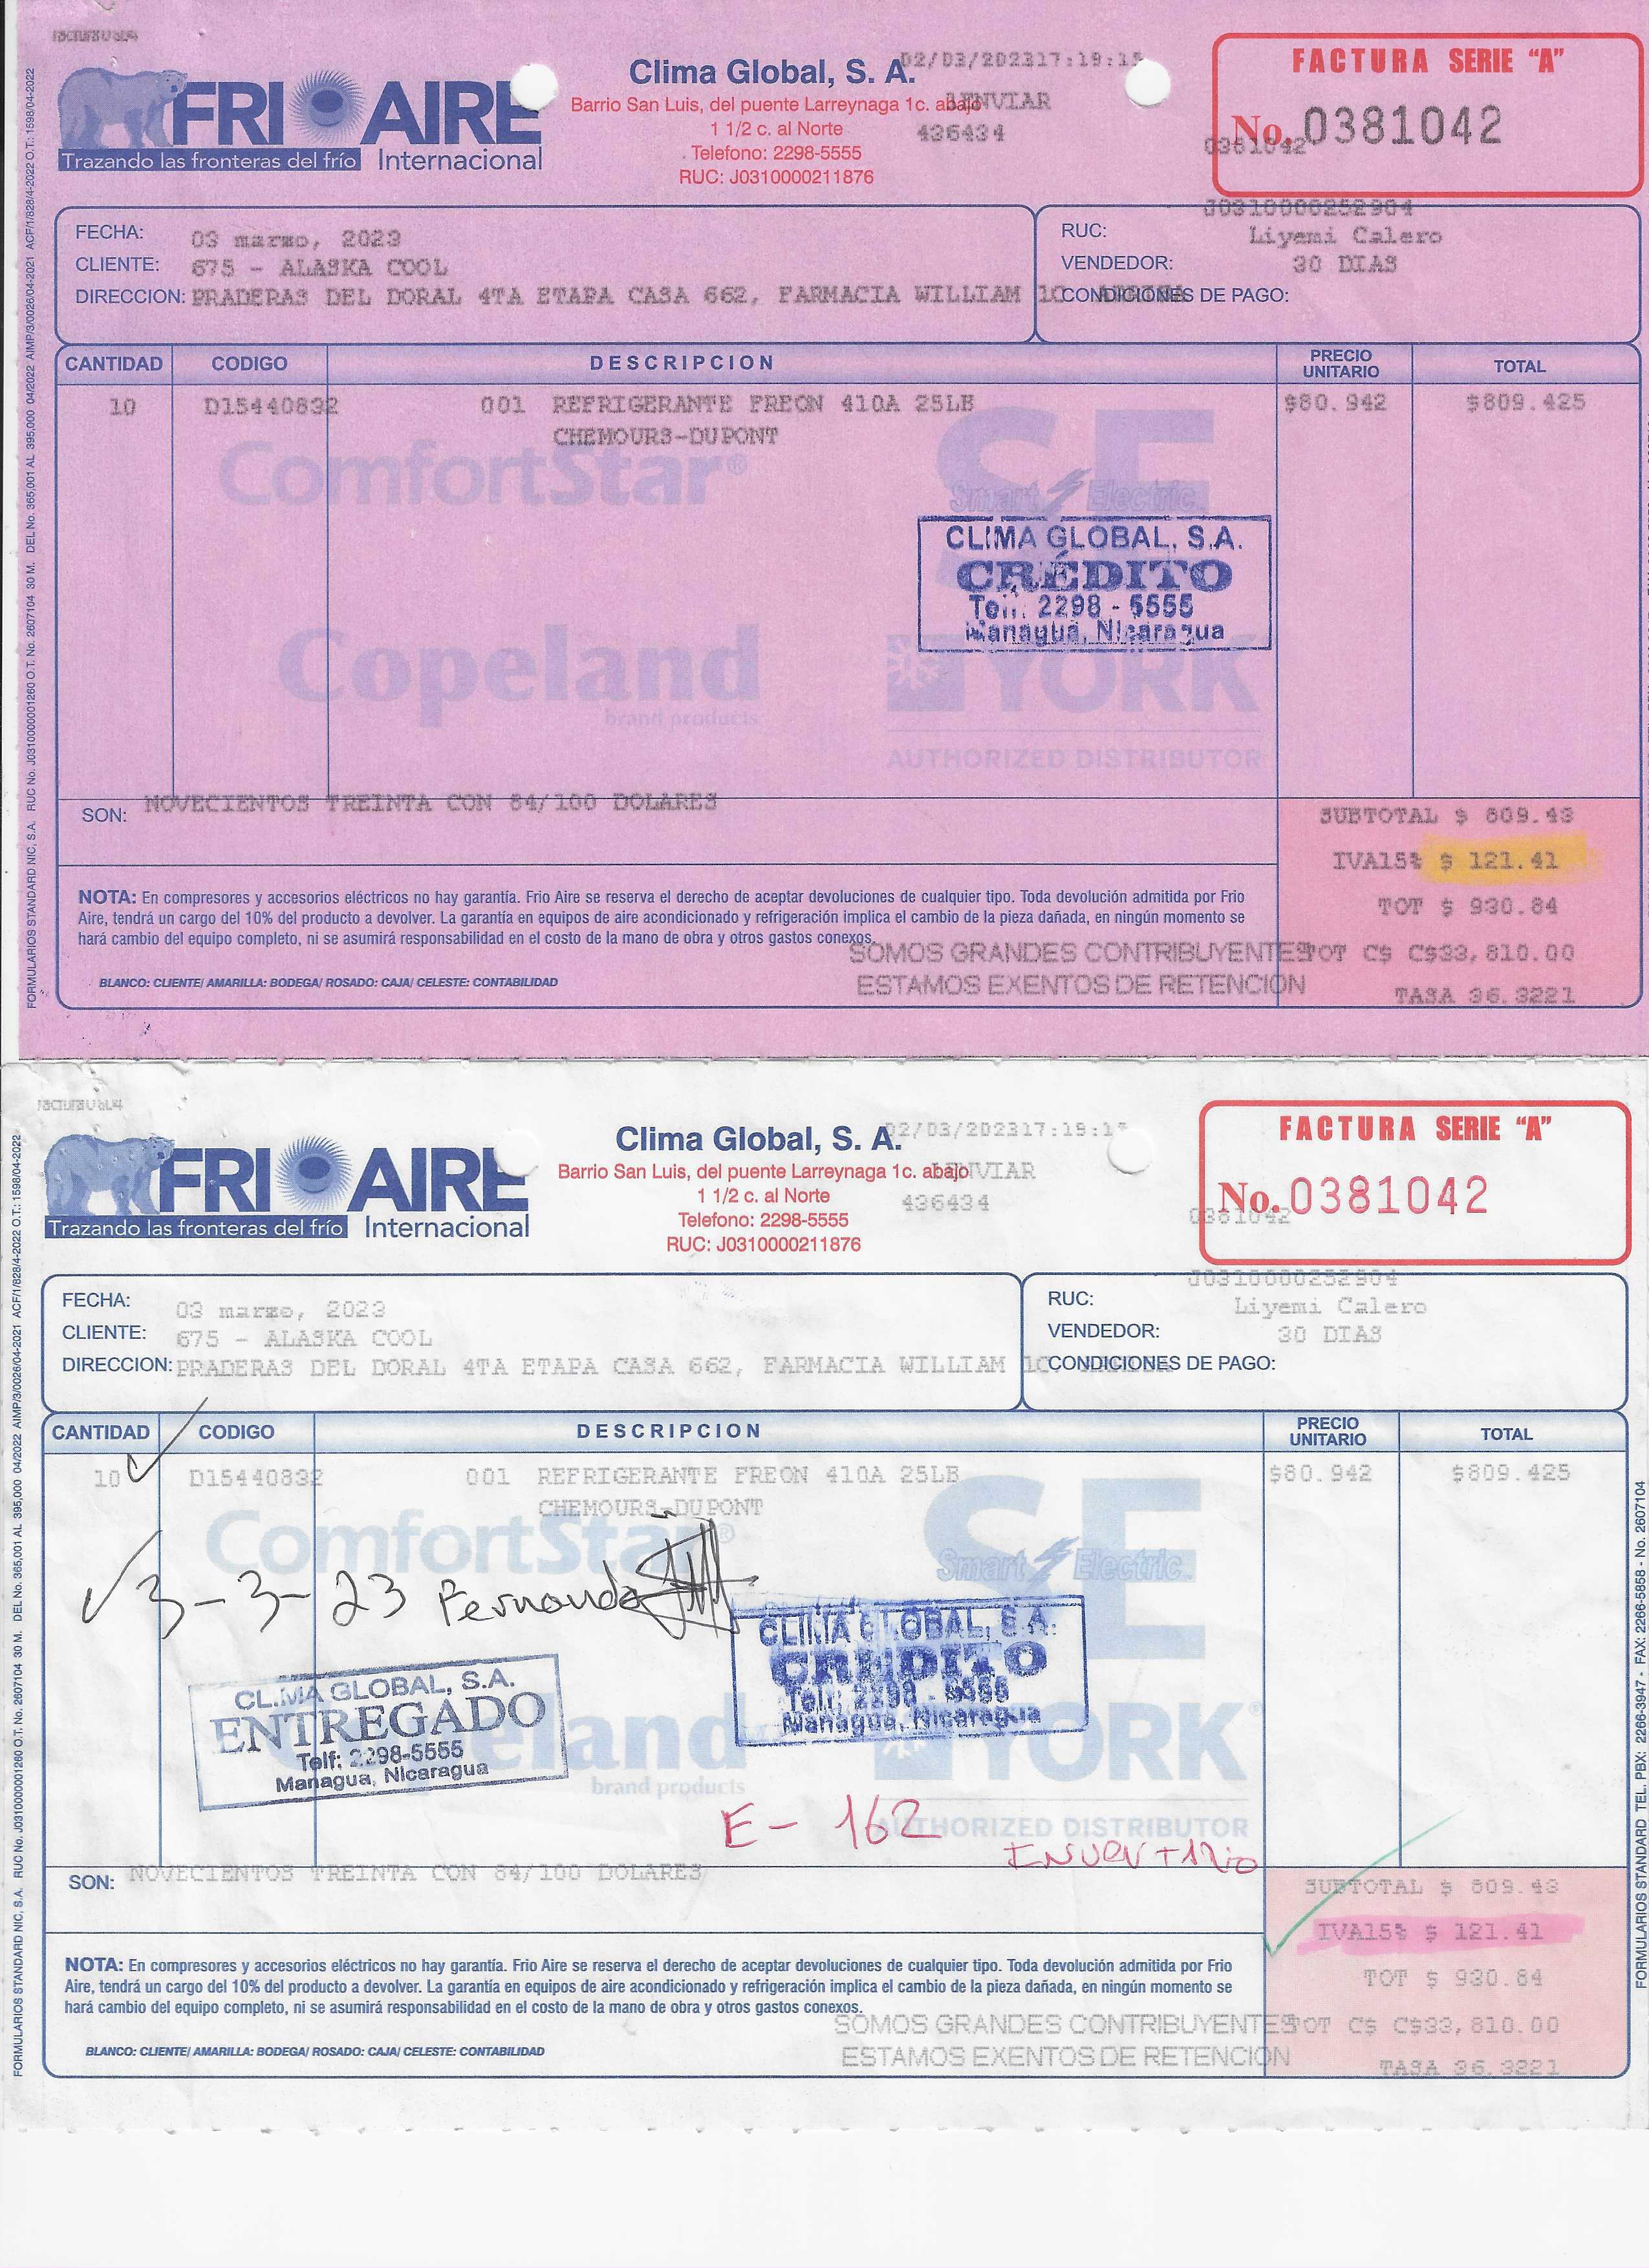 FRIOAIRE
Trazando las fronteras del frío Internacional
Clima Global, S. A.
Barrio San Luis, del puente Larreynaga 1c. abajo
1 1/2 c. al Norte
Telefono: 2298-5555
RUC: J0310000211876
02/03/202317:19:15
ENVIAR
436434
FACTURA SERIE "A"
No. 0381042
0381042
FECHA: 03 marzo, 2023
CLIENTE: 675 - ALASKA COOL
DIRECCION: PRADERAS DEL DORAL 4TA ETAPA CASA 662, FARMACIA WILLIAM 1C
J0310000252904
RUC: Liyemi Calero
VENDEDOR: 30 DIAS
CONDICIONES DE PAGO:
CANTIDAD CODIGO DESCRIPCION PRECIO UNITARIO TOTAL
10 D15440832 001 REFRIGERANTE FREON 410A 25LB $80.942 $809.425
CHEMOURS-DUPONT
ComfortStar®
SE
Smart Electric
CLIMA GLOBAL, S.A.
CRÉDITO
Telf: 2298 - 5555
Managua, Nicaragua
Copeland
brand products
YORK
AUTHORIZED DISTRIBUTOR
SON: NOVECIENTOS TREINTA CON 84/100 DOLARES
SUBTOTAL $ 809.43
IVA15% $ 121.41
TOT $ 930.84
TOT C$ C$33,810.00
TASA 36.3221
NOTA: En compresores y accesorios eléctricos no hay garantía. Frio Aire se reserva el derecho de aceptar devoluciones de cualquier tipo. Toda devolución admitida por Frio
Aire, tendrá un cargo del 10% del producto a devolver. La garantía en equipos de aire acondicionado y refrigeración implica el cambio de la pieza dañada, en ningún momento se
hará cambio del equipo completo, ni se asumirá responsabilidad en el costo de la mano de obra y otros gastos conexos.
SOMOS GRANDES CONTRIBUYENTES
ESTAMOS EXENTOS DE RETENCION
BLANCO: CLIENTE/ AMARILLA: BODEGA/ ROSADO: CAJA/ CELESTE: CONTABILIDAD
FORMULARIOS STANDARD NIC, S.A. RUC No. J0310000001260 O.T. No. 2607104 30 M. DEL No. 365,001 AL 395,000 04/2022 AIMP/3/0026/04-2021 ACF/1/828/4-2022 O.T.: 1598/04-2022
FRIOAIRE
Trazando las fronteras del frío Internacional
Clima Global, S. A.
Barrio San Luis, del puente Larreynaga 1c. abajo
1 1/2 c. al Norte
Telefono: 2298-5555
RUC: J0310000211876
02/03/202317:19:15
ENVIAR
436434
FACTURA SERIE "A"
No. 0381042
0381042
FECHA: 03 marzo, 2023
CLIENTE: 675 - ALASKA COOL
DIRECCION: PRADERAS DEL DORAL 4TA ETAPA CASA 662, FARMACIA WILLIAM 1C
J0310000252904
RUC: Liyemi Calero
VENDEDOR: 30 DIAS
CONDICIONES DE PAGO:
CANTIDAD CODIGO DESCRIPCION PRECIO UNITARIO TOTAL
10 D15440832 001 REFRIGERANTE FREON 410A 25LB $80.942 $809.425
CHEMOURS-DUPONT
ComfortStar®
SE
Smart Electric
3-3-23 Fernando
CLIMA GLOBAL, S.A.
CREDITO
Telf: 2298 - 5555
Managua, Nicaragua
CLIMA GLOBAL, S.A.
ENTREGADO
Telf: 2298-5555
Managua, Nicaragua
Copeland
brand products
YORK®
AUTHORIZED DISTRIBUTOR
E- 162
INVENTARIO
SON: NOVECIENTOS TREINTA CON 84/100 DOLARES
SUBTOTAL $ 809.43
IVA15% $ 121.41
TOT $ 930.84
TOT C$ C$33,810.00
TASA 36.3221
NOTA: En compresores y accesorios eléctricos no hay garantía. Frio Aire se reserva el derecho de aceptar devoluciones de cualquier tipo. Toda devolución admitida por Frio
Aire, tendrá un cargo del 10% del producto a devolver. La garantía en equipos de aire acondicionado y refrigeración implica el cambio de la pieza dañada, en ningún momento se
hará cambio del equipo completo, ni se asumirá responsabilidad en el costo de la mano de obra y otros gastos conexos.
SOMOS GRANDES CONTRIBUYENTES
ESTAMOS EXENTOS DE RETENCION
BLANCO: CLIENTE/ AMARILLA: BODEGA/ ROSADO: CAJA/ CELESTE: CONTABILIDAD
FORMULARIOS STANDARD NIC, S.A. RUC No. J0310000001260 O.T. No. 2607104 30 M. DEL No. 365,001 AL 395,000 04/2022 AIMP/3/0026/04-2021 ACF/1/828/4-2022 O.T.: 1598/04-2022
FORMULARIOS STANDARD TEL. PBX: 2266-3947 - FAX: 2266-5858 - No. 2607104